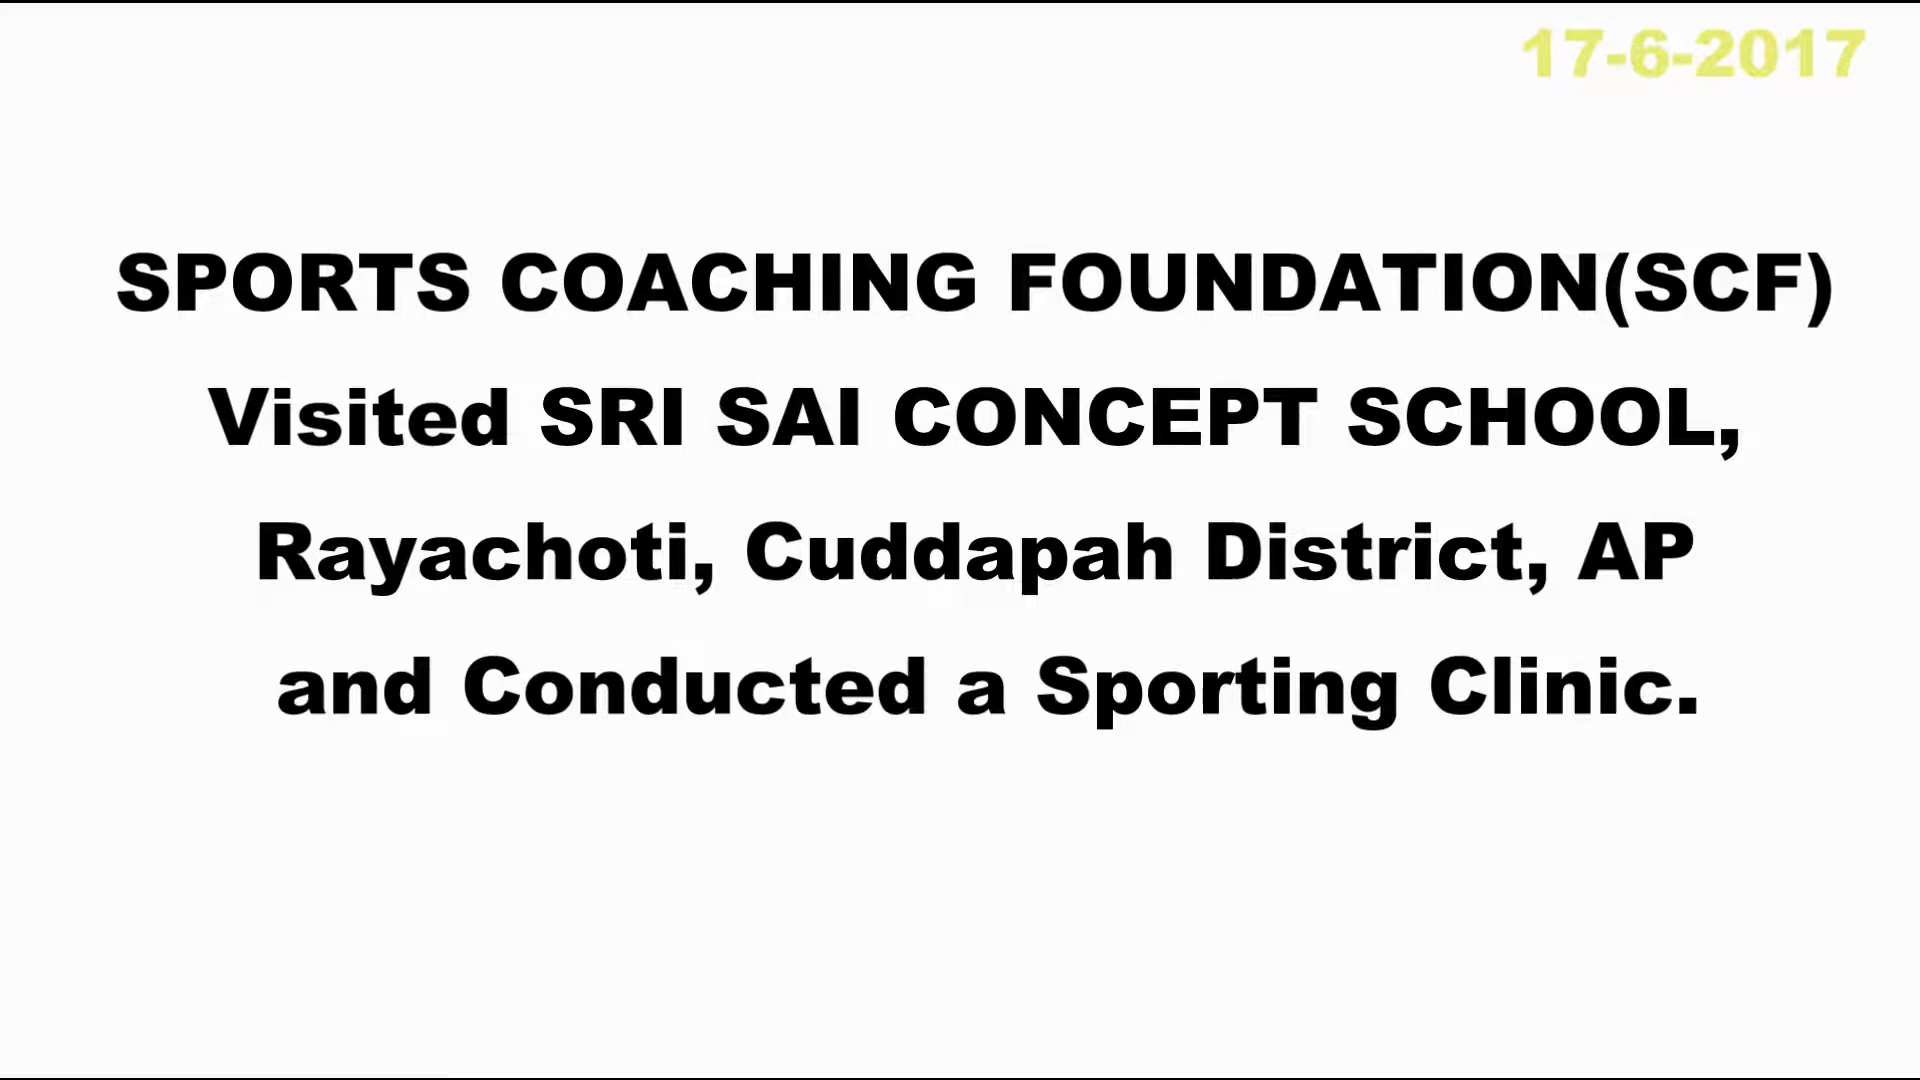 17-6-2017
SPORTS COACHING FOUNDATION(SCF)
Visited SRI SAI CONCEPT SCHOOL,
Rayachoti, Cuddapah District, AP
and Conducted a Sporting Clinic.